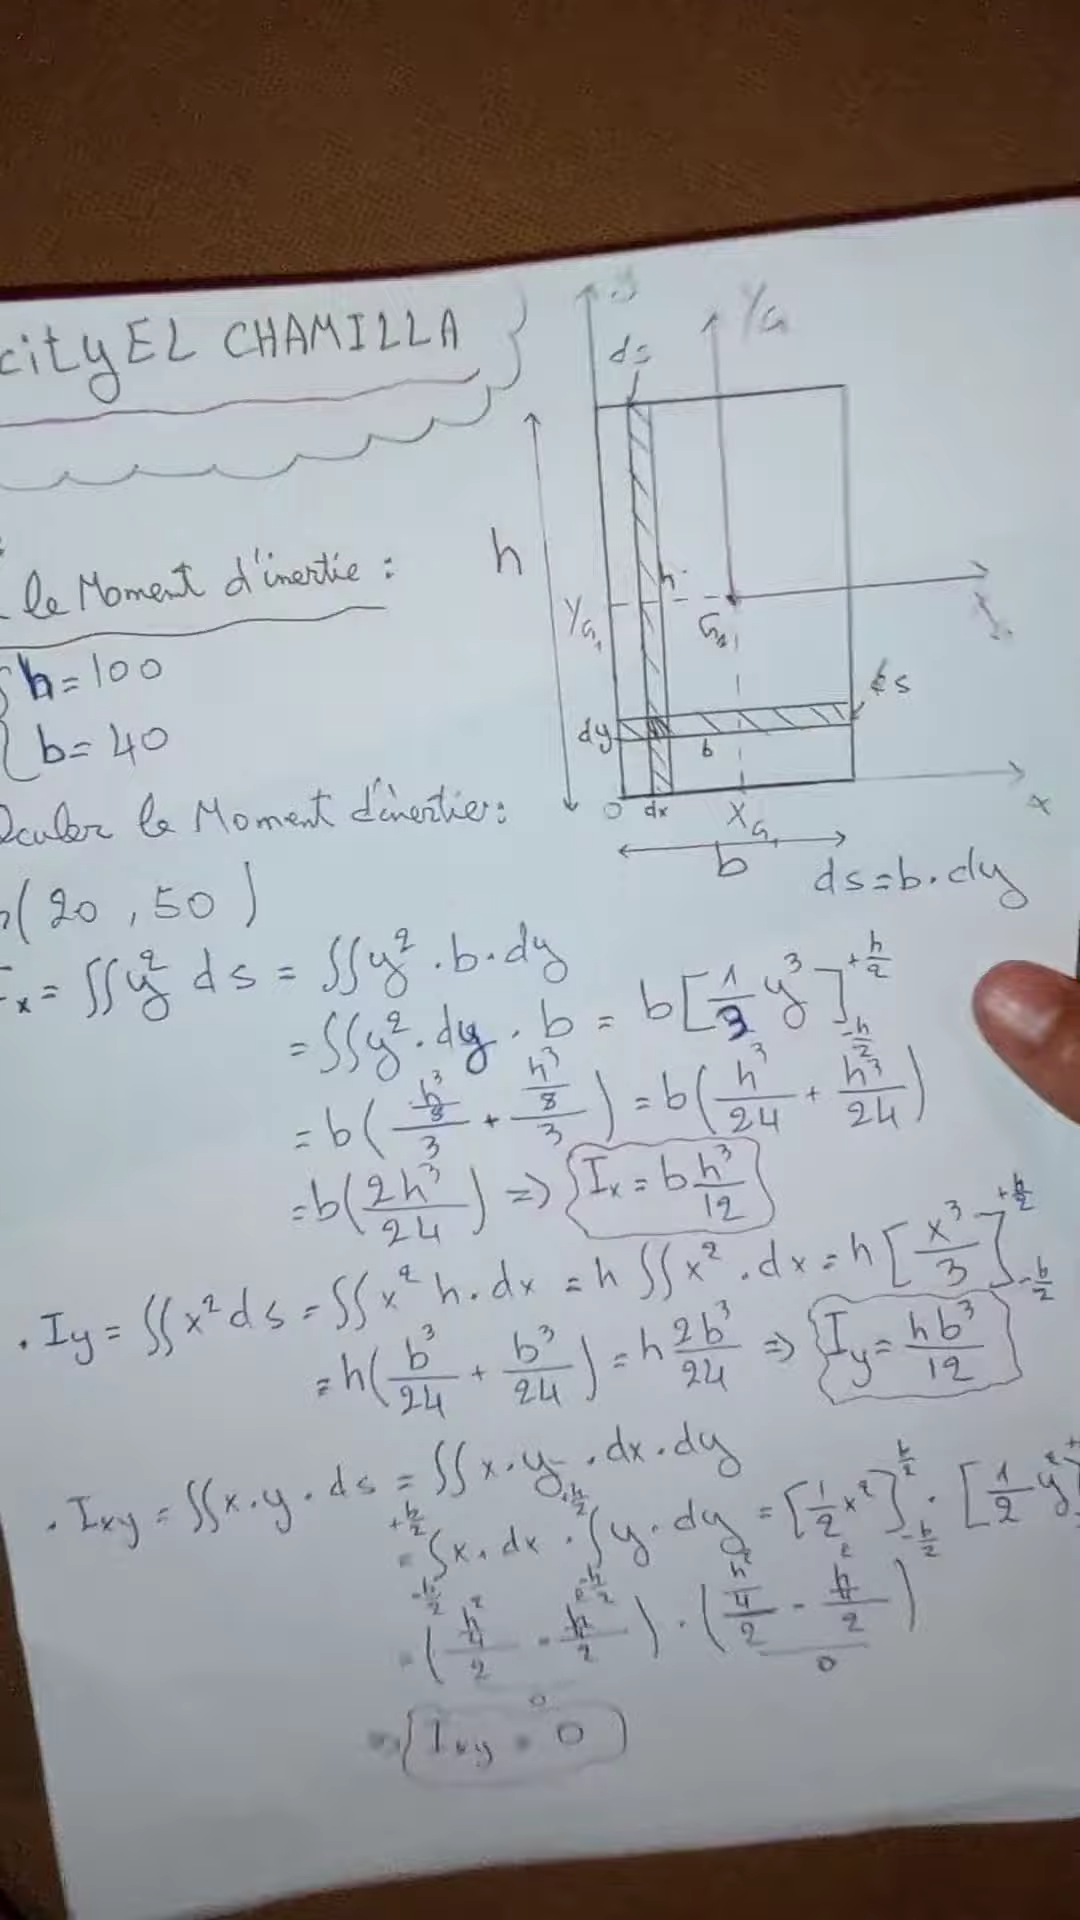 cityEL CHAMILLA
y
YG
ds
le Moment d'inertie :
h
h
h = 100
YG
G
b = 40
ds
dy
b
le Moment d'inertie :
O dx XG x
b
(20 , 50)
ds = b . dy
x = ∬y² ds = ∬y² . b . dy
= ∬y² . dy . b = b[1/3 y³]^{+h/2}_{-h/2}
= b((h³/8)/3 + (h³/8)/3) = b(h³/24 + h³/24)
= b(2h³/24) => Ix = bh³/12
. Iy = ∬x² ds = ∬x² h . dx = h ∬x² . dx = h[x³/3]^{+b/2}_{-b/2}
= h(b³/24 + b³/24) = h 2b³/24 => Iy = hb³/12
. Ixy = ∬x . y . ds = ∬x . y . dx . dy
= ∫x . dx . ∫y . dy = [1/2 x²]^{b/2}_{-b/2} . [1/2 y²
0
0
Ixy = 0